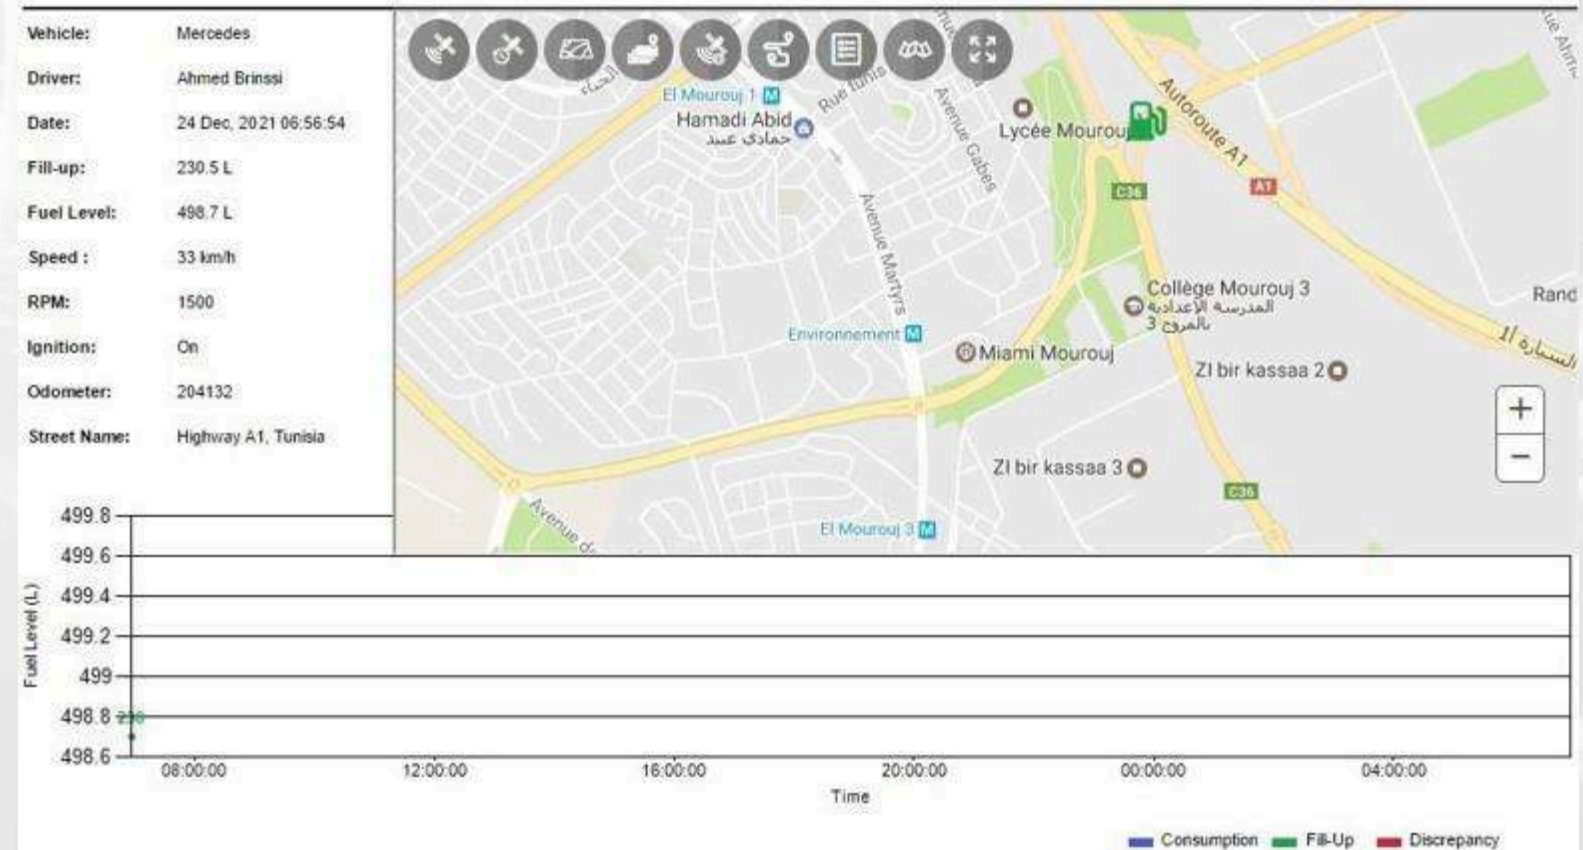 Vehicle: Mercedes
Driver: Ahmed Brinssi
Date: 24 Dec, 2021 06:56:54
Fill-up: 230.5 L
Fuel Level: 498.7 L
Speed : 33 km/h
RPM: 1500
Ignition: On
Odometer: 204132
Street Name: Highway A1, Tunisia
El Mourouj 1 M
Hamadi Abid
حمادي عبيد
Rue Tunis
Avenue Gabes
Lycée Mourouj
Autoroute A1
Rue Ahm
C36
A1
Avenue Martyrs
Collège Mourouj 3
المدرسة الإعدادية
بالمروج 3
Rand
Environnement M
Miami Mourouj
ZI bir kassaa 2
السيارة أ1
+
−
ZI bir kassaa 3
C36
El Mourouj 3 M
Avenue de
499.8
499.6
499.4
499.2
499
498.8
498.6
230
Fuel Level (L)
08:00:00 12:00:00 16:00:00 20:00:00 00:00:00 04:00:00
Time
Consumption Fill-Up Discrepancy